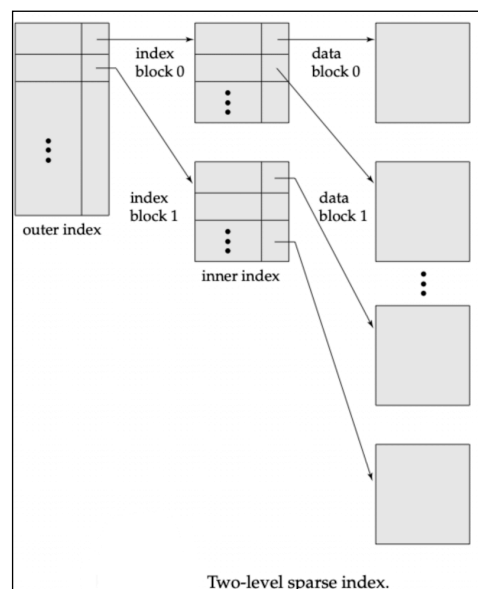 index
block 0
data
block 0
index
block 1
data
block 1
outer index
inner index
Two-level sparse index.